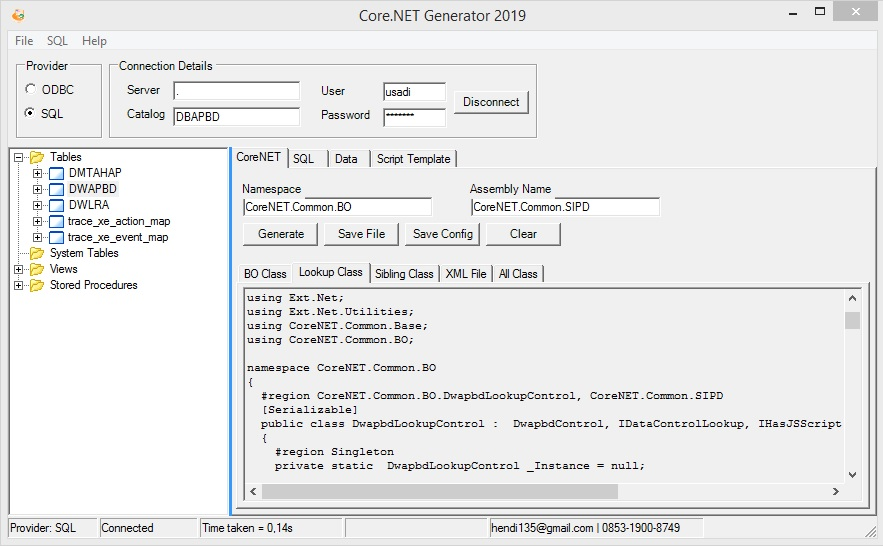 Core.NET Generator 2019
File SQL Help
Provider
ODBC
SQL
Connection Details
Server .
Catalog DBAPBD
User usadi
Password *******
Disconnect
Tables
DMTAHAP
DWAPBD
DWLRA
trace_xe_action_map
trace_xe_event_map
System Tables
Views
Stored Procedures
CoreNET SQL Data Script Template
Namespace
CoreNET.Common.BO
Assembly Name
CoreNET.Common.SIPD
Generate Save File Save Config Clear
BO Class Lookup Class Sibling Class XML File All Class
using Ext.Net;
using Ext.Net.Utilities;
using CoreNET.Common.Base;
using CoreNET.Common.BO;
namespace CoreNET.Common.BO
{
#region CoreNET.Common.BO.DwapbdLookupControl, CoreNET.Common.SIPD
[Serializable]
public class DwapbdLookupControl : DwapbdControl, IDataControlLookup, IHasJSScript
{
#region Singleton
private static DwapbdLookupControl _Instance = null;
Provider: SQL Connected Time taken = 0,14s hendi135@gmail.com | 0853-1900-8749